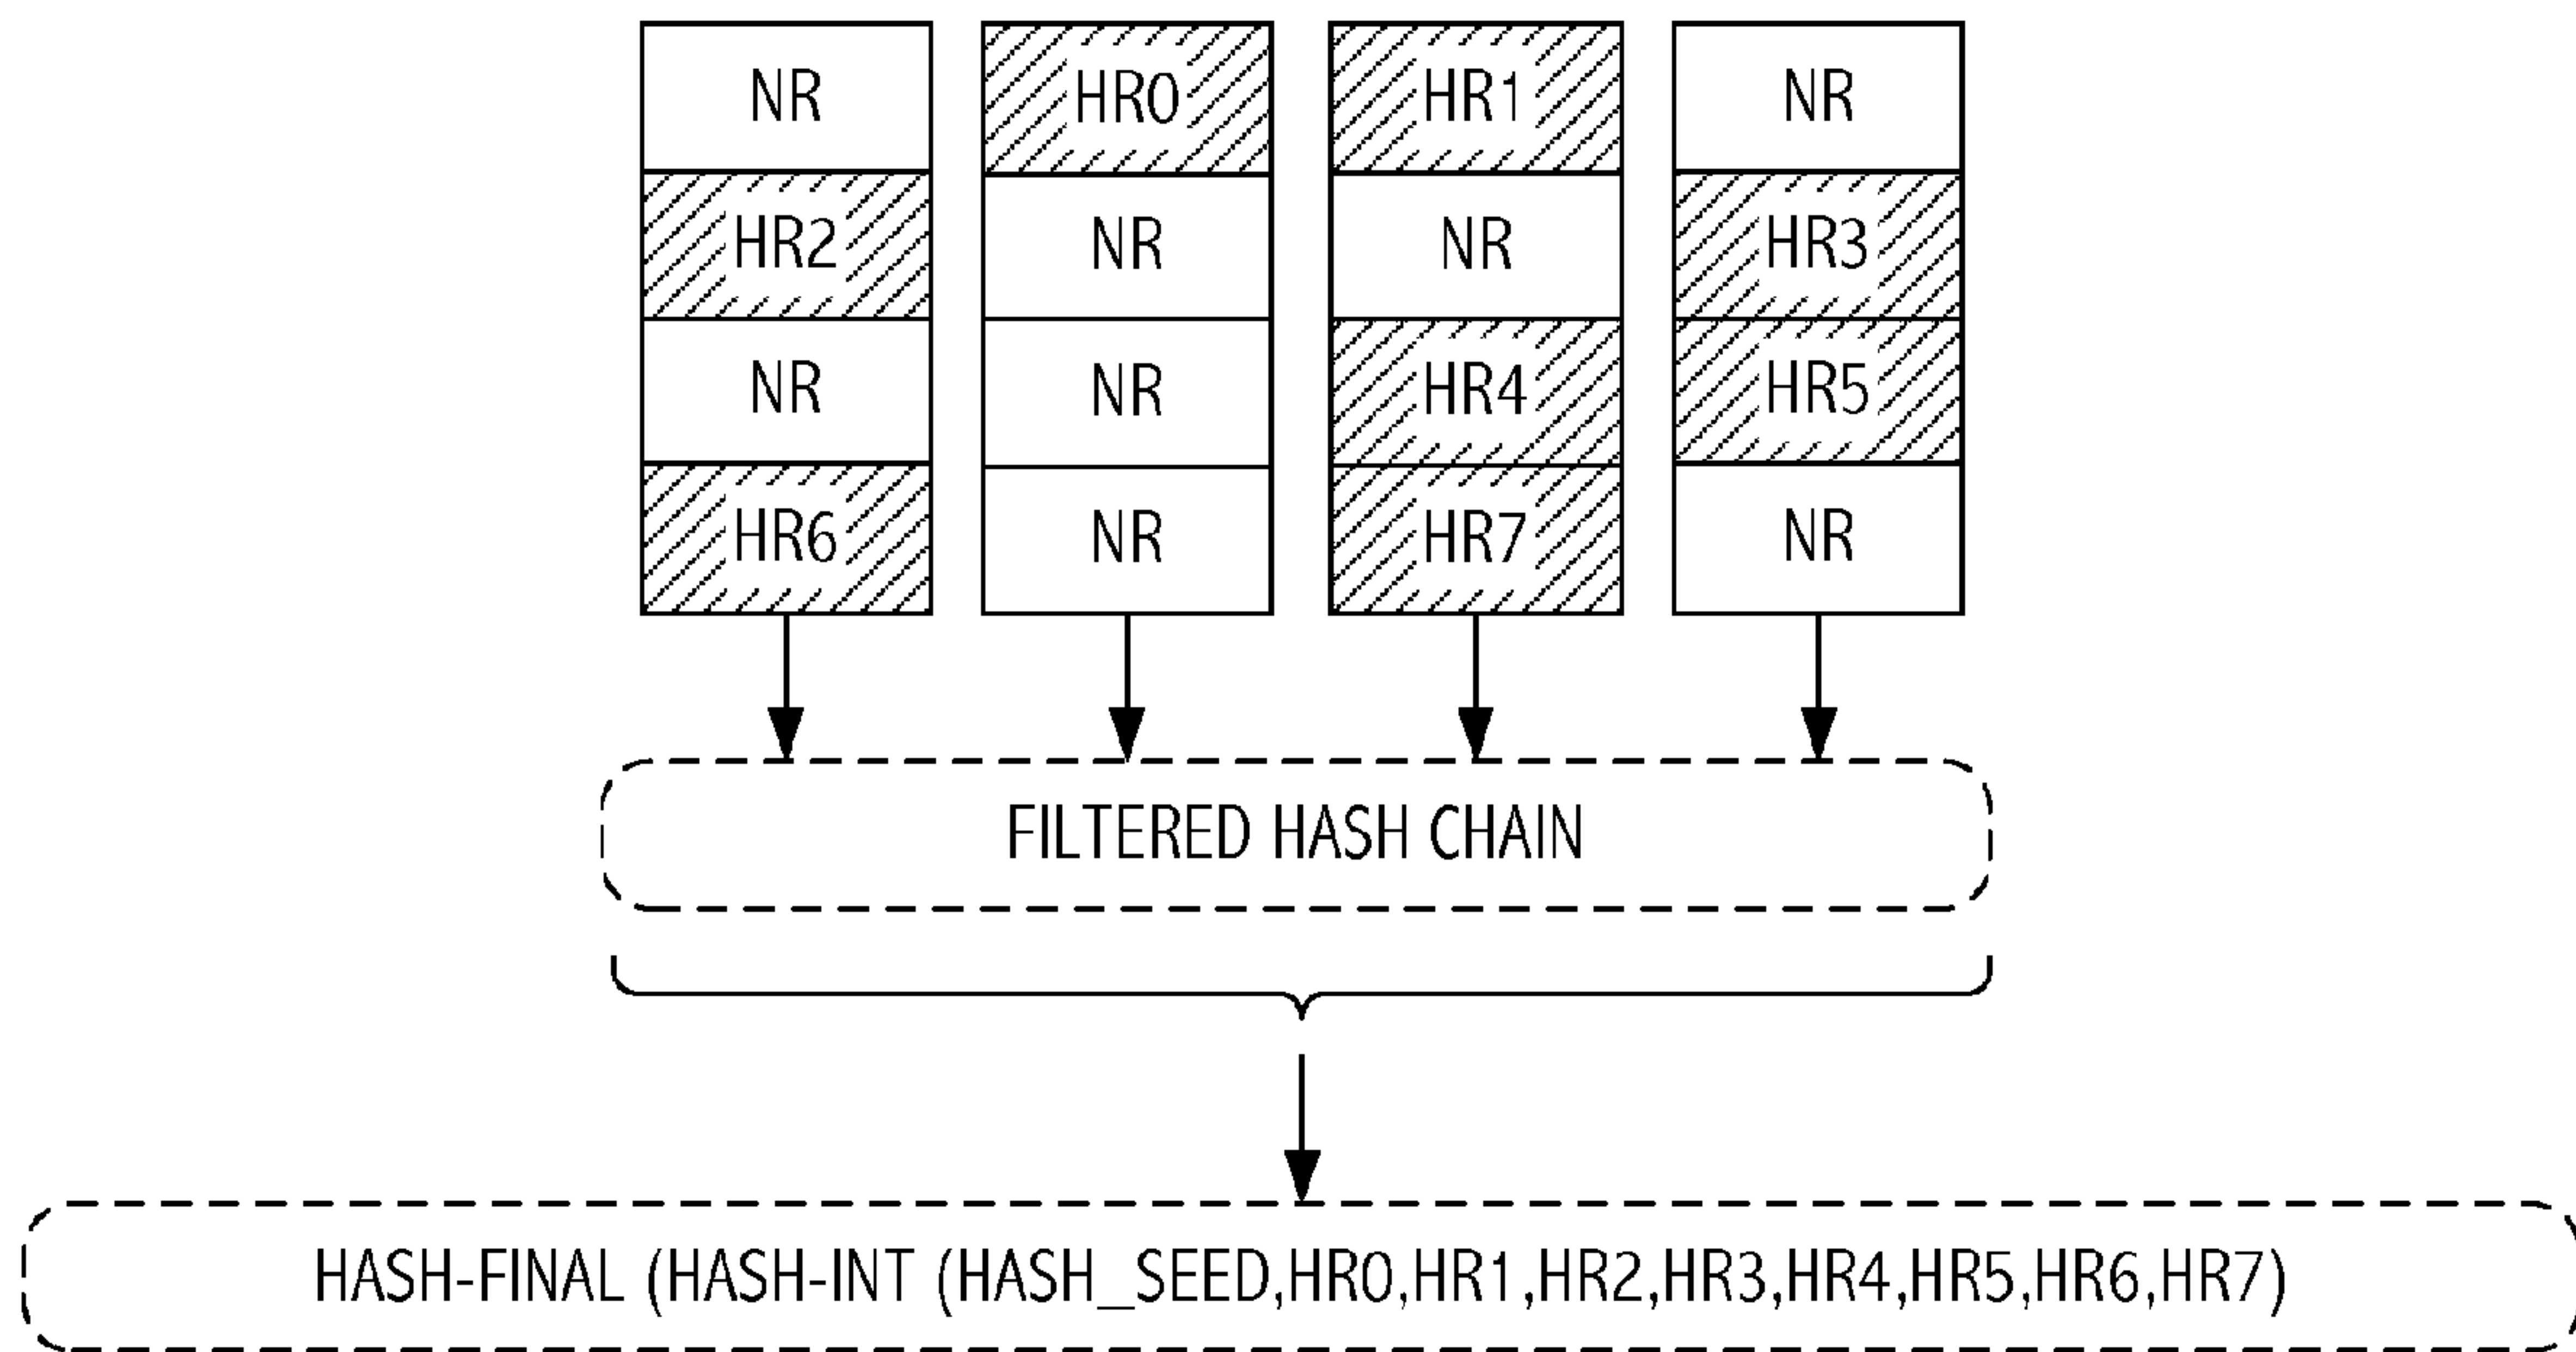 NR HR0 HR1 NR
HR2 NR NR HR3
NR NR HR4 HR5
HR6 NR HR7 NR
FILTERED HASH CHAIN
HASH-FINAL (HASH-INT (HASH_SEED,HR0,HR1,HR2,HR3,HR4,HR5,HR6,HR7)